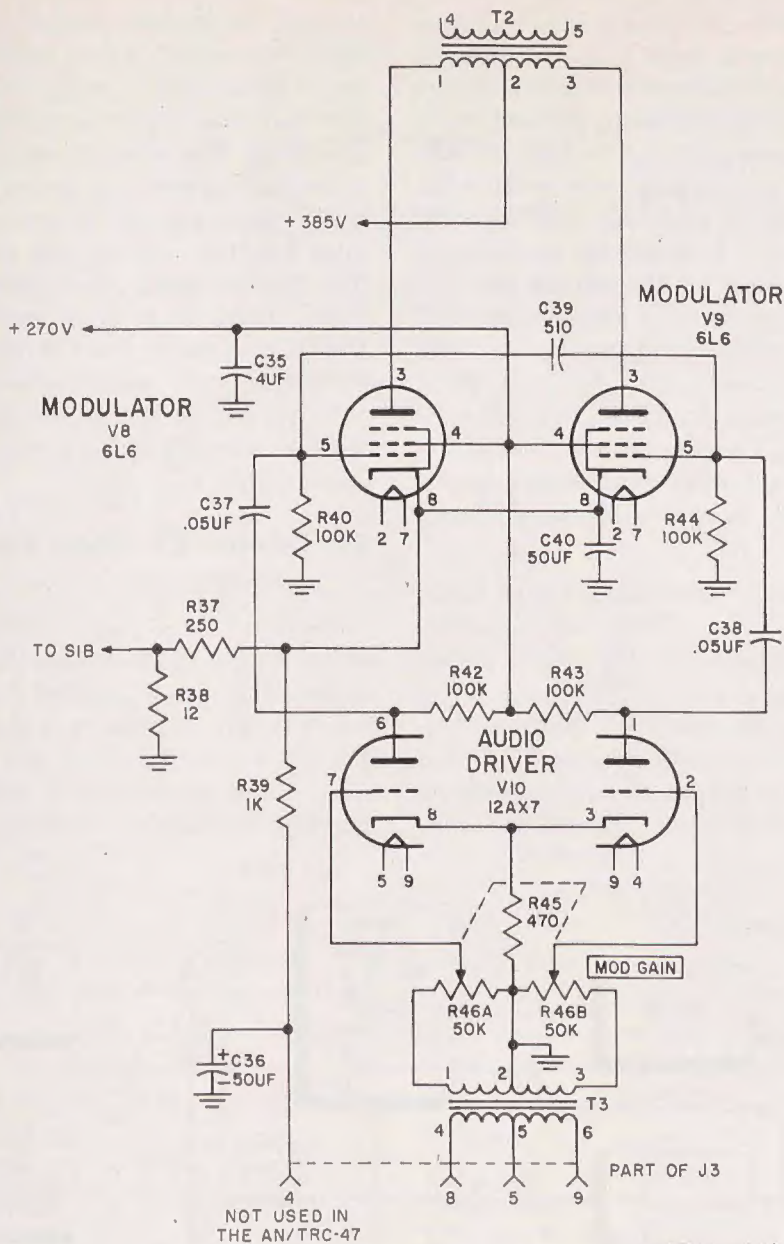 4 T2 5
1 2 3
+ 385V
C39
510
MODULATOR
V9
6L6
+ 270V
C35
4UF
3
3
MODULATOR
V8
6L6
5
4
4
5
C37
.05UF
8
8
R40
100K
2 7
C40
50UF
2 7
R44
100K
R37
250
TO S1B
C38
.05UF
R38
12
R42
100K
R43
100K
6
1
AUDIO
DRIVER
V10
12AX7
R39
1K
7
2
8
3
5 9
9 4
R45
470
MOD GAIN
R46A
50K
R46B
50K
+
C36
50UF
1 2 3
T3
4 5 6
PART OF J3
4
8
5
9
NOT USED IN
THE AN/TRC-47